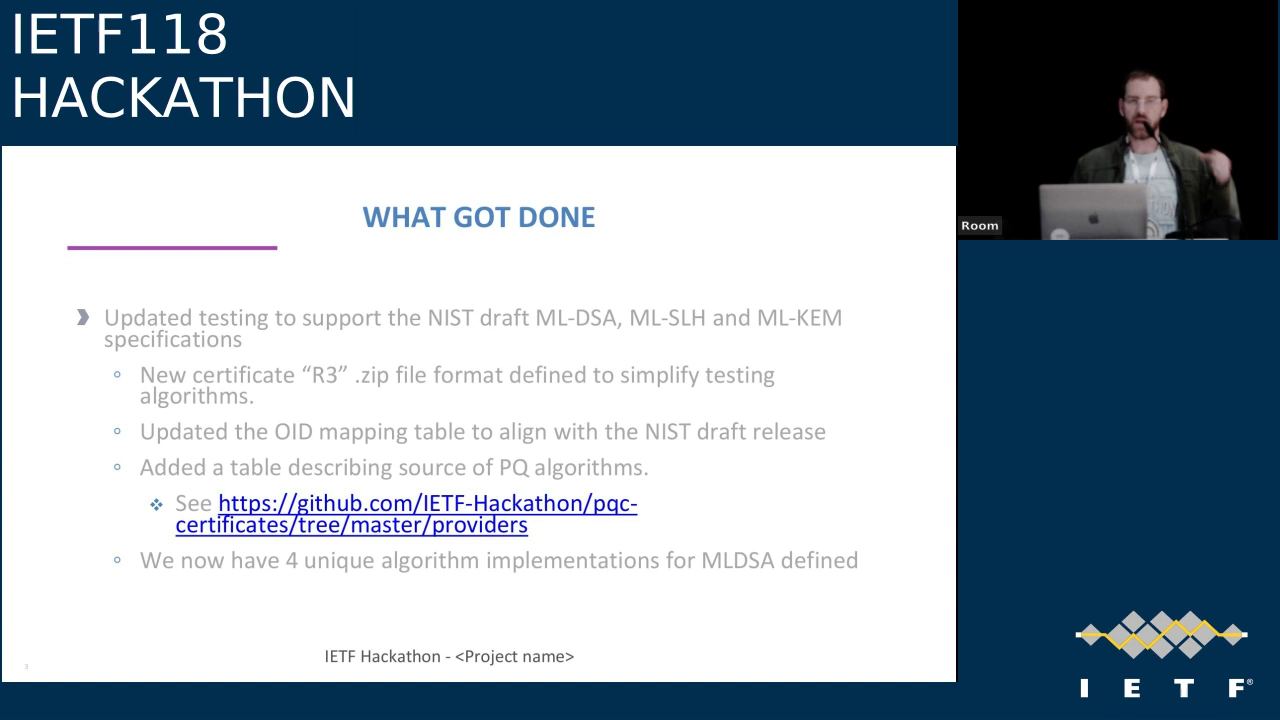 IETF118
HACKATHON
WHAT GOT DONE
Updated testing to support the NIST draft ML-DSA, ML-SLH and ML-KEM
specifications
New certificate “R3” .zip file format defined to simplify testing
algorithms.
Updated the OID mapping table to align with the NIST draft release
Added a table describing source of PQ algorithms.
See https://github.com/IETF-Hackathon/pqc-
certificates/tree/master/providers
We now have 4 unique algorithm implementations for MLDSA defined
IETF Hackathon - <Project name>
3
Room
I E T F®